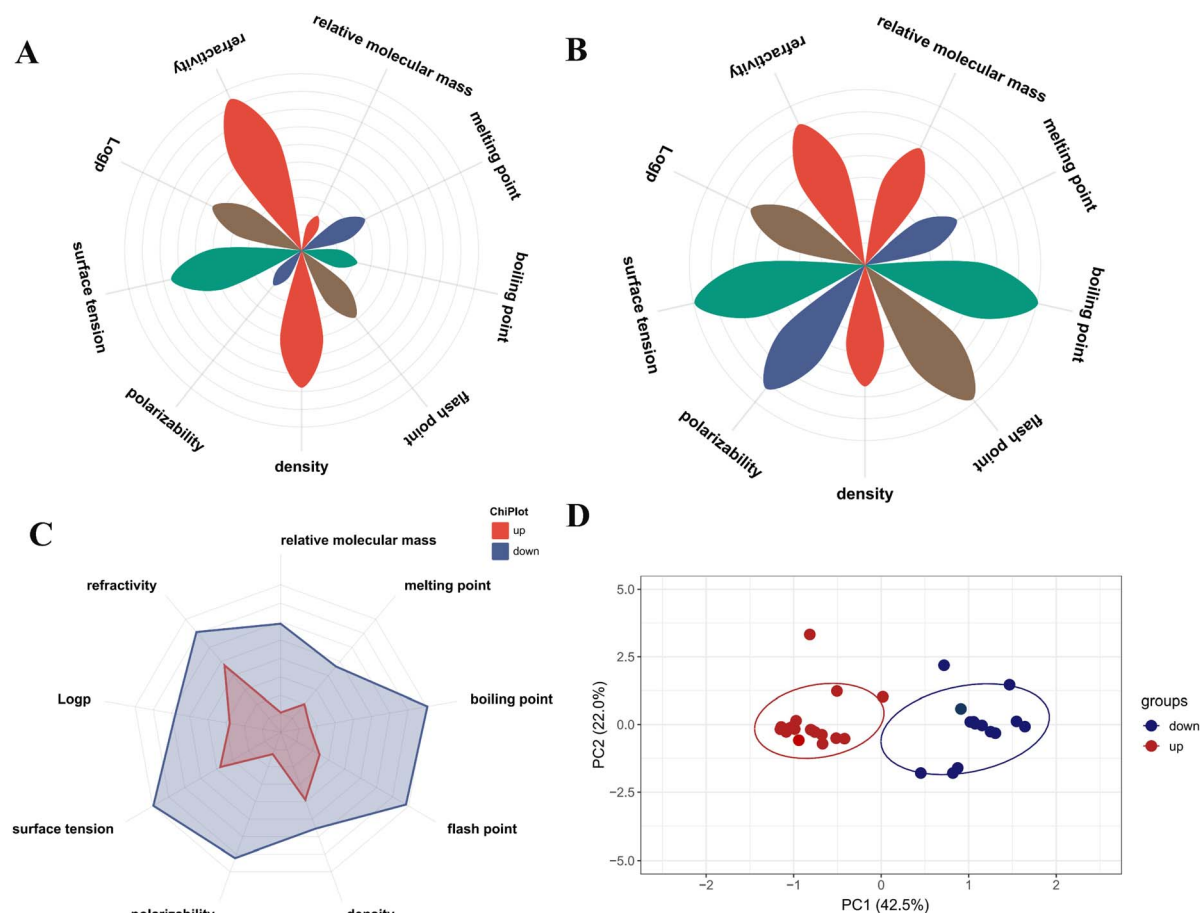 A
refractivity
relative molecular mass
melting point
Logp
surface tension
boiling point
polarizability
flash point
density
B
refractivity
relative molecular mass
melting point
Logp
surface tension
boiling point
polarizability
flash point
density
C
ChiPlot
up
down
relative molecular mass
refractivity
melting point
Logp
boiling point
surface tension
flash point
polarizability
density
D
5.0
2.5
0.0
−2.5
−5.0
PC2 (22.0%)
−2
−1
0
1
2
PC1 (42.5%)
groups
down
up